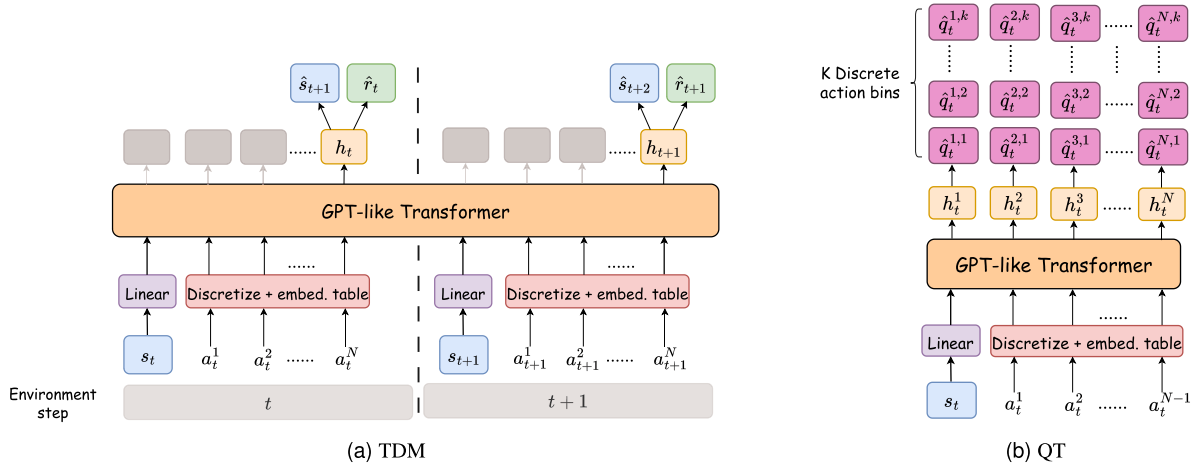 ŝ_{t+1} r̂_t ŝ_{t+2} r̂_{t+1}
...... h_t ...... h_{t+1}
GPT-like Transformer
...... ......
Linear Discretize + embed. table Linear Discretize + embed. table
s_t a_t^1 a_t^2 ...... a_t^N s_{t+1} a_{t+1}^1 a_{t+1}^2 ...... a_{t+1}^N
Environment
step
t t + 1
(a) TDM
K Discrete
action bins
q̂_t^{1,k} q̂_t^{2,k} q̂_t^{3,k} ...... q̂_t^{N,k}
q̂_t^{1,2} q̂_t^{2,2} q̂_t^{3,2} ...... q̂_t^{N,2}
q̂_t^{1,1} q̂_t^{2,1} q̂_t^{3,1} ...... q̂_t^{N,1}
h_t^1 h_t^2 h_t^3 ...... h_t^N
GPT-like Transformer
......
Linear Discretize + embed. table
s_t a_t^1 a_t^2 ...... a_t^{N-1}
(b) QT